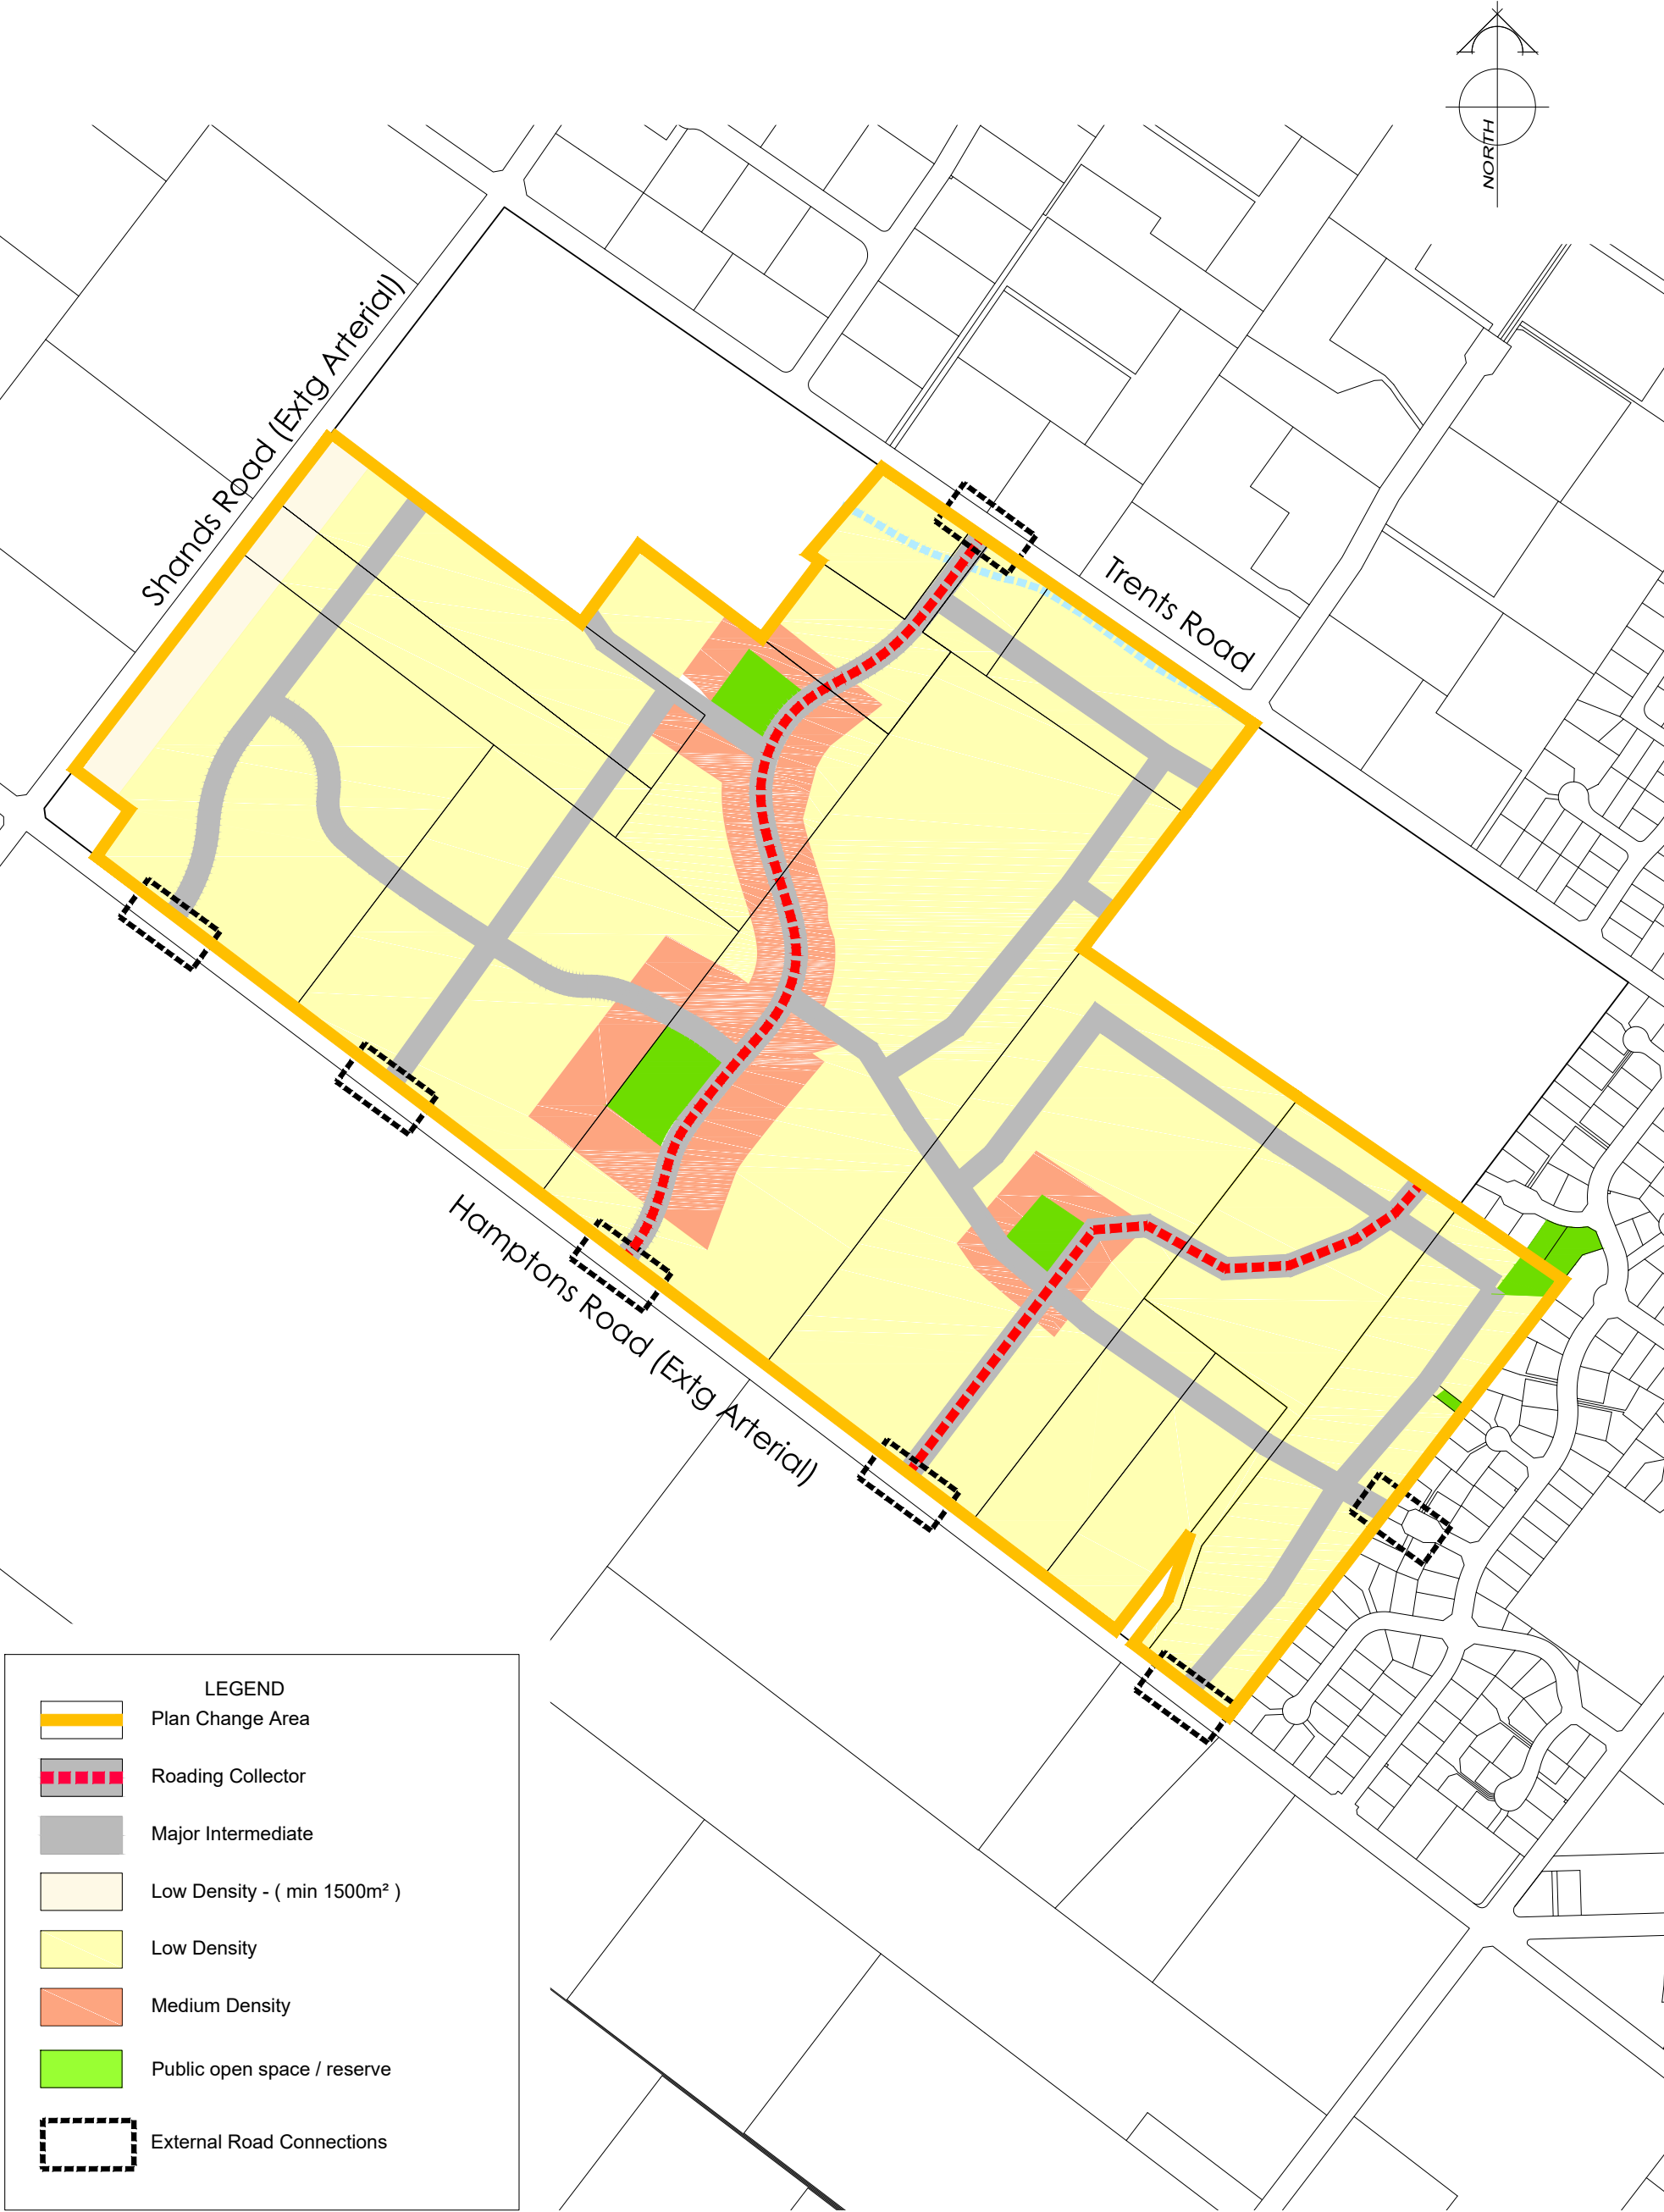 NORTH
Shands Road (Extg Arterial)
Trents Road
Hamptons Road (Extg Arterial)
LEGEND
Plan Change Area
Roading Collector
Major Intermediate
Low Density - ( min 1500m² )
Low Density
Medium Density
Public open space / reserve
External Road Connections